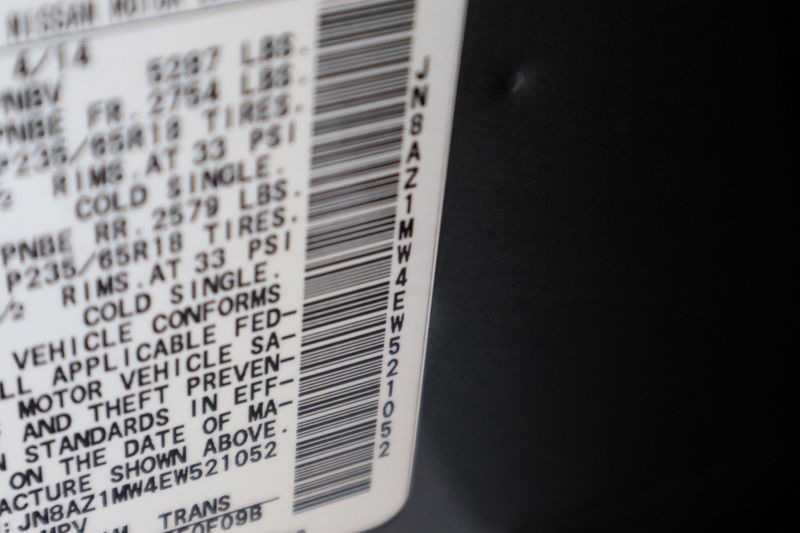 NISSAN MOTOR
4/14 5287 LBS.
PNBV
PNBE FR. 2754 LBS.
P235/65R18 TIRES.
RIMS.AT 33 PSI
COLD SINGLE.
PNBE RR. 2579 LBS.
P235/65R18 TIRES.
/2 RIMS.AT 33 PSI
COLD SINGLE.
VEHICLE CONFORMS
LL APPLICABLE FED-
MOTOR VEHICLE SA-
AND THEFT PREVEN-
N STANDARDS IN EFF-
ON THE DATE OF MA-
ACTURE SHOWN ABOVE.
:JN8AZ1MW4EW521052
MPV
TRANS
JN8AZ1MW4EW521052